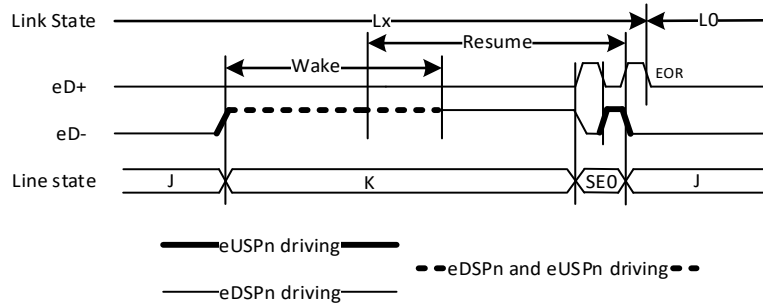 Link State Lx L0
Resume
Wake
eD+ EOR
eD-
Line state J K SE0 J
eUSPn driving
eDSPn and eUSPn driving
eDSPn driving